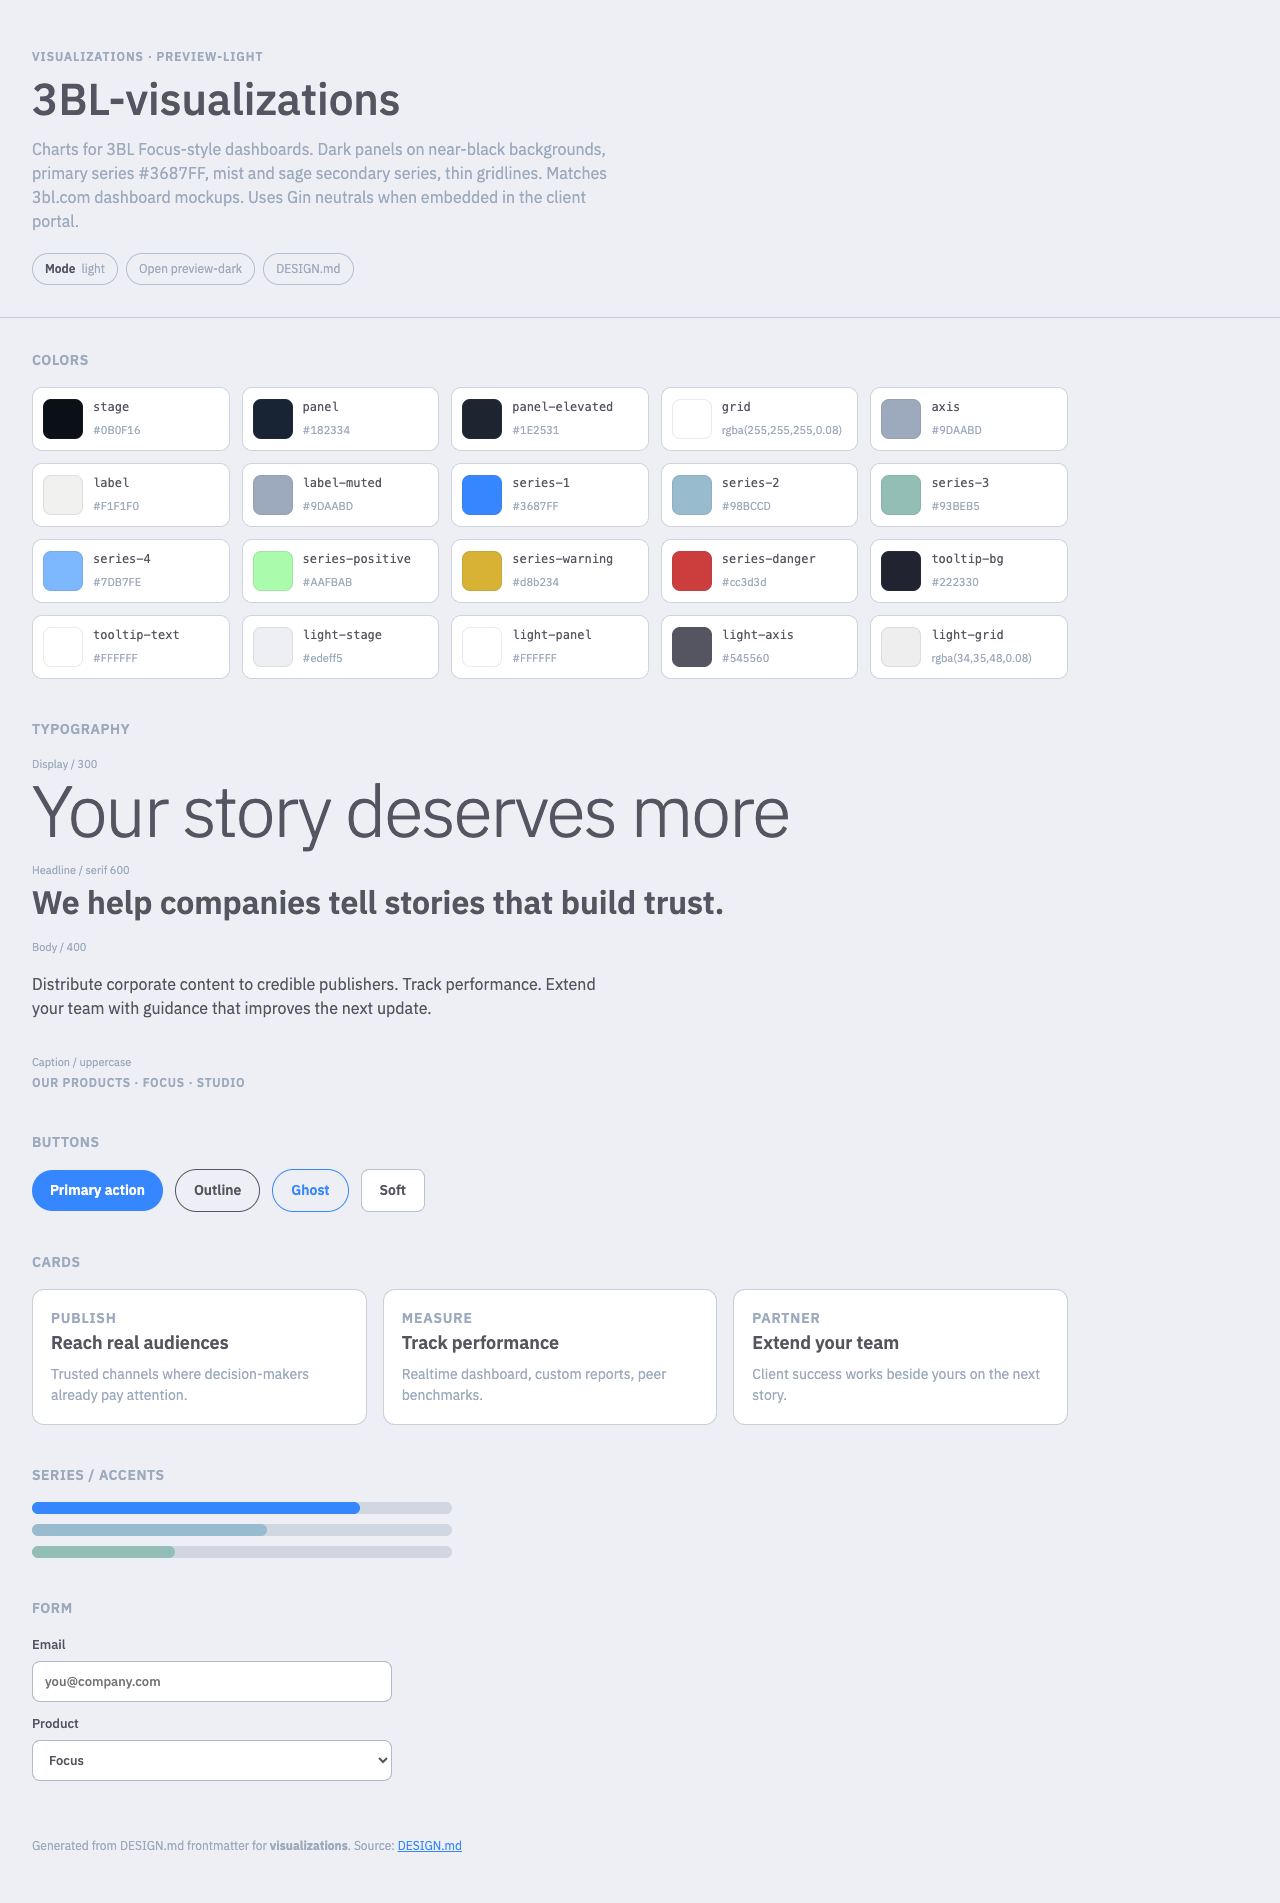 VISUALIZATIONS · PREVIEW-LIGHT
3BL-visualizations
Charts for 3BL Focus-style dashboards. Dark panels on near-black backgrounds,
primary series #3687FF, mist and sage secondary series, thin gridlines. Matches
3bl.com dashboard mockups. Uses Gin neutrals when embedded in the client
portal.
Mode light
Open preview-dark
DESIGN.md
COLORS
stage
#0B0F16
panel
#182334
panel-elevated
#1E2531
grid
rgba(255,255,255,0.08)
axis
#9DAABD
label
#F1F1F0
label-muted
#9DAABD
series-1
#3687FF
series-2
#98BCCD
series-3
#93BEB5
series-4
#7DB7FE
series-positive
#AAFBAB
series-warning
#d8b234
series-danger
#cc3d3d
tooltip-bg
#222330
tooltip-text
#FFFFFF
light-stage
#edeff5
light-panel
#FFFFFF
light-axis
#545560
light-grid
rgba(34,35,48,0.08)
TYPOGRAPHY
Display / 300
Your story deserves more
Headline / serif 600
We help companies tell stories that build trust.
Body / 400
Distribute corporate content to credible publishers. Track performance. Extend
your team with guidance that improves the next update.
Caption / uppercase
OUR PRODUCTS · FOCUS · STUDIO
BUTTONS
Primary action
Outline
Ghost
Soft
CARDS
PUBLISH
Reach real audiences
Trusted channels where decision-makers
already pay attention.
MEASURE
Track performance
Realtime dashboard, custom reports, peer
benchmarks.
PARTNER
Extend your team
Client success works beside yours on the next
story.
SERIES / ACCENTS
FORM
Email
you@company.com
Product
Focus
Generated from DESIGN.md frontmatter for visualizations. Source: DESIGN.md